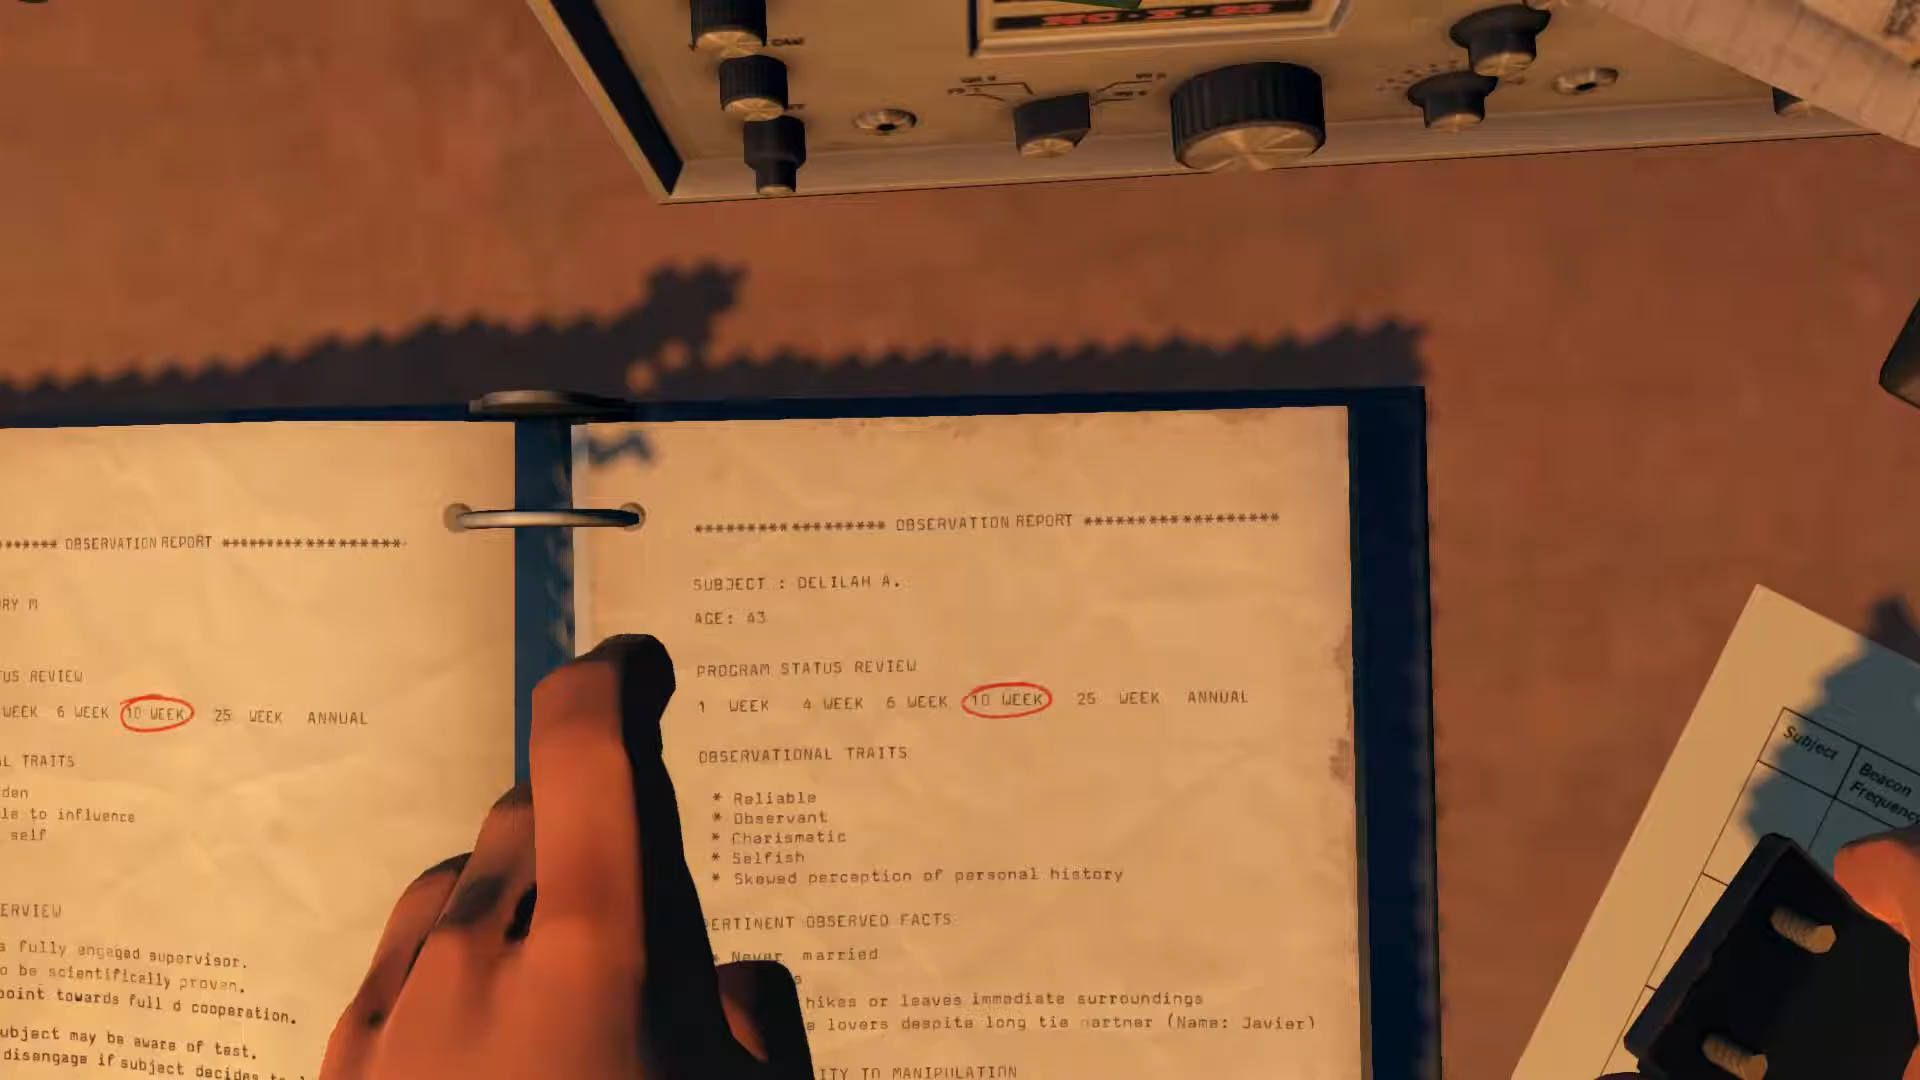 ****** OBSERVATION REPORT ******************
RY M
US REVIEW
WEEK 6 WEEK 10 WEEK 25 WEEK ANNUAL
L TRAITS
den
le to influence
self
ERVIEW
s fully engaged supervisor.
o be scientifically proven.
point towards full d cooperation.
ubject may be aware of test.
disengage if subject decides to
****************** OBSERVATION REPORT ******************
SUBJECT : DELILAH A.
AGE: 43
PROGRAM STATUS REVIEW
1 WEEK 4 WEEK 6 WEEK 10 WEEK 25 WEEK ANNUAL
OBSERVATIONAL TRAITS
* Reliable
* Observant
* Charismatic
* Selfish
* Skewed perception of personal history
PERTINENT OBSERVED FACTS
* Never married
s
hikes or leaves immediate surroundings
e lovers despite long tie partner (Name: Javier)
ITY TO MANIPULATION
Subject
Beacon
Frequency